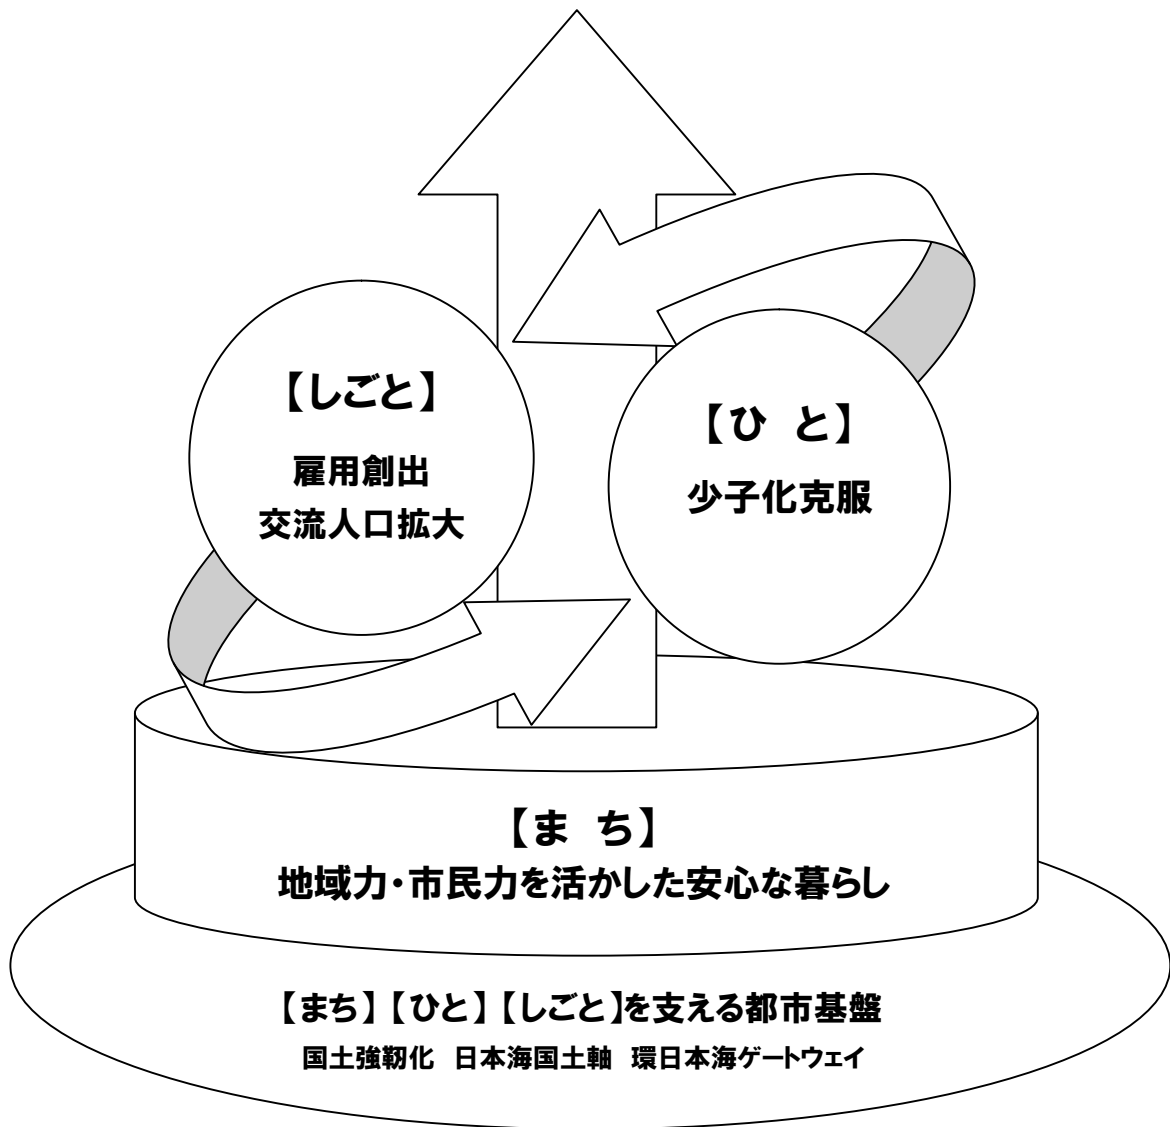 【しごと】
雇用創出
交流人口拡大
【ひ と】
少子化克服
【ま ち】
地域力・市民力を活かした安心な暮らし
【まち】【ひと】【しごと】を支える都市基盤
国土強靭化 日本海国土軸 環日本海ゲートウェイ